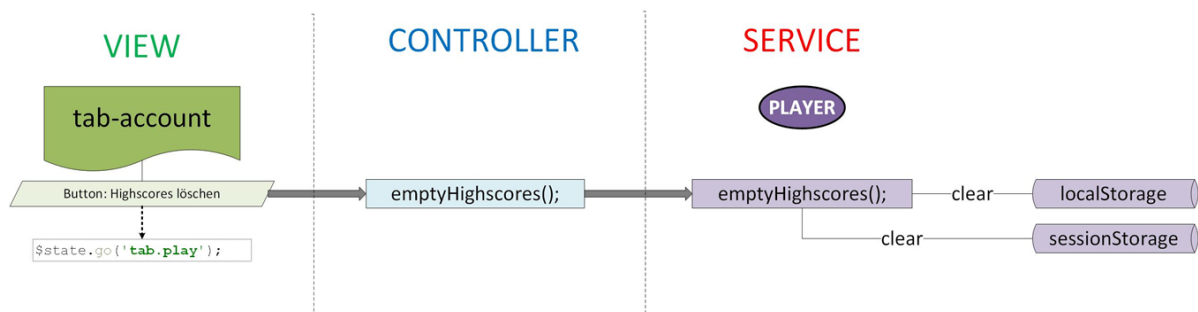 VIEW
CONTROLLER
SERVICE
PLAYER
tab-account
Button: Highscores löschen
emptyHighscores();
emptyHighscores();
clear
localStorage
clear
sessionStorage
$state.go('tab.play');